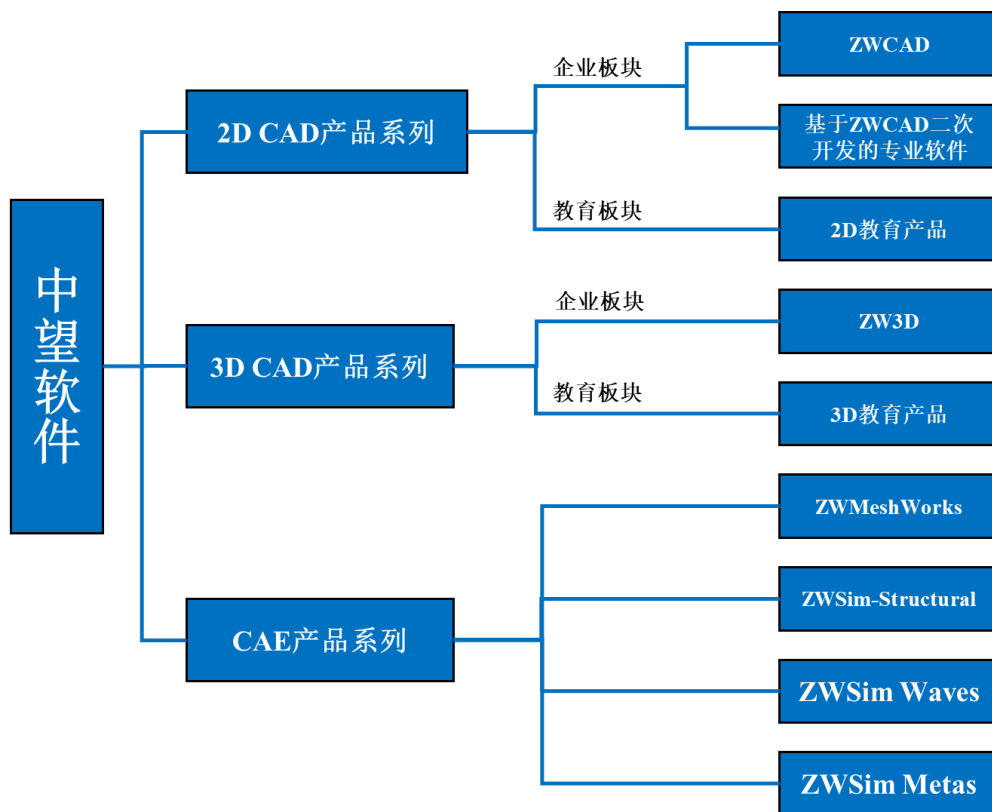 中望软件
2D CAD产品系列
企业板块
ZWCAD
基于ZWCAD二次
开发的专业软件
教育板块
2D教育产品
3D CAD产品系列
企业板块
ZW3D
教育板块
3D教育产品
CAE产品系列
ZWMeshWorks
ZWSim-Structural
ZWSim Waves
ZWSim Metas